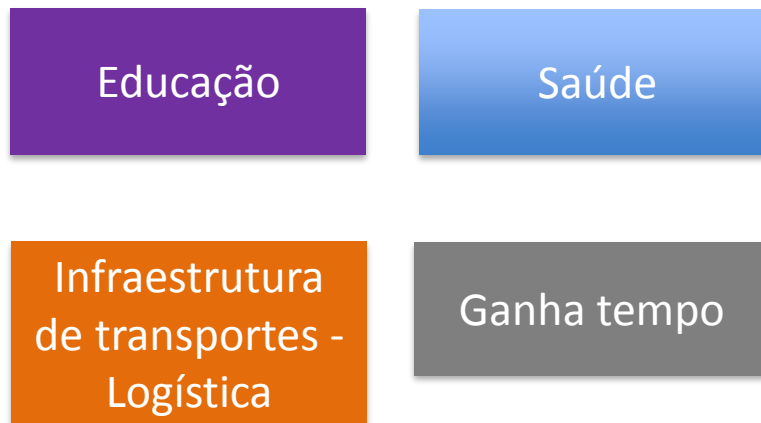 Educação
Saúde
Infraestrutura
de transportes -
Logística
Ganha tempo